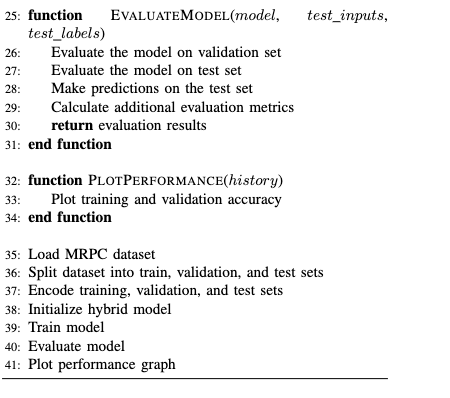 25: function EVALUATEMODEL(model, test_inputs,
test_labels)
26: Evaluate the model on validation set
27: Evaluate the model on test set
28: Make predictions on the test set
29: Calculate additional evaluation metrics
30: return evaluation results
31: end function
32: function PLOTPERFORMANCE(history)
33: Plot training and validation accuracy
34: end function
35: Load MRPC dataset
36: Split dataset into train, validation, and test sets
37: Encode training, validation, and test sets
38: Initialize hybrid model
39: Train model
40: Evaluate model
41: Plot performance graph